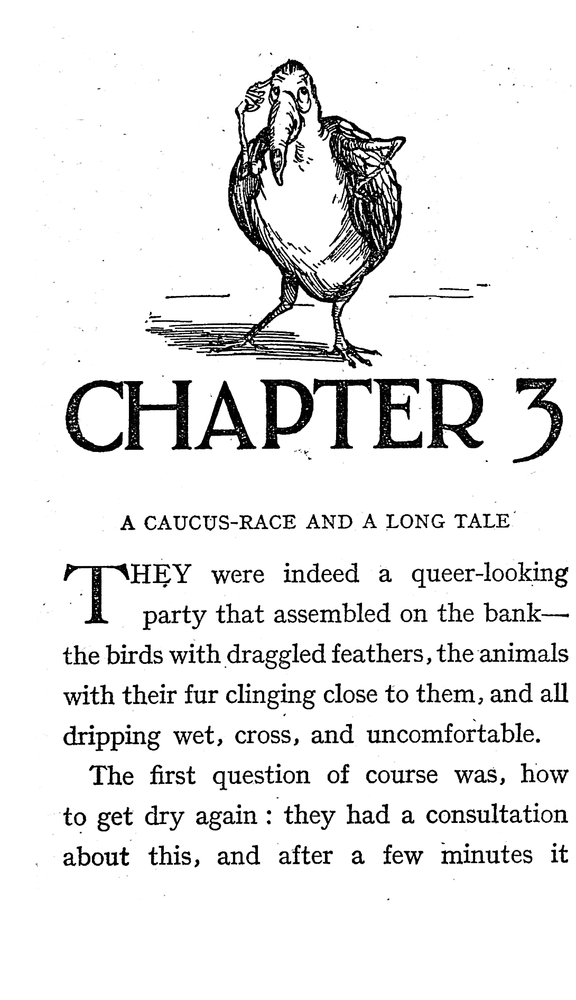 CHAPTER 3
A CAUCUS-RACE AND A LONG TALE
THEY were indeed a queer-looking
party that assembled on the bank—
the birds with draggled feathers, the animals
with their fur clinging close to them, and all
dripping wet, cross, and uncomfortable.
The first question of course was, how
to get dry again : they had a consultation
about this, and after a few minutes it